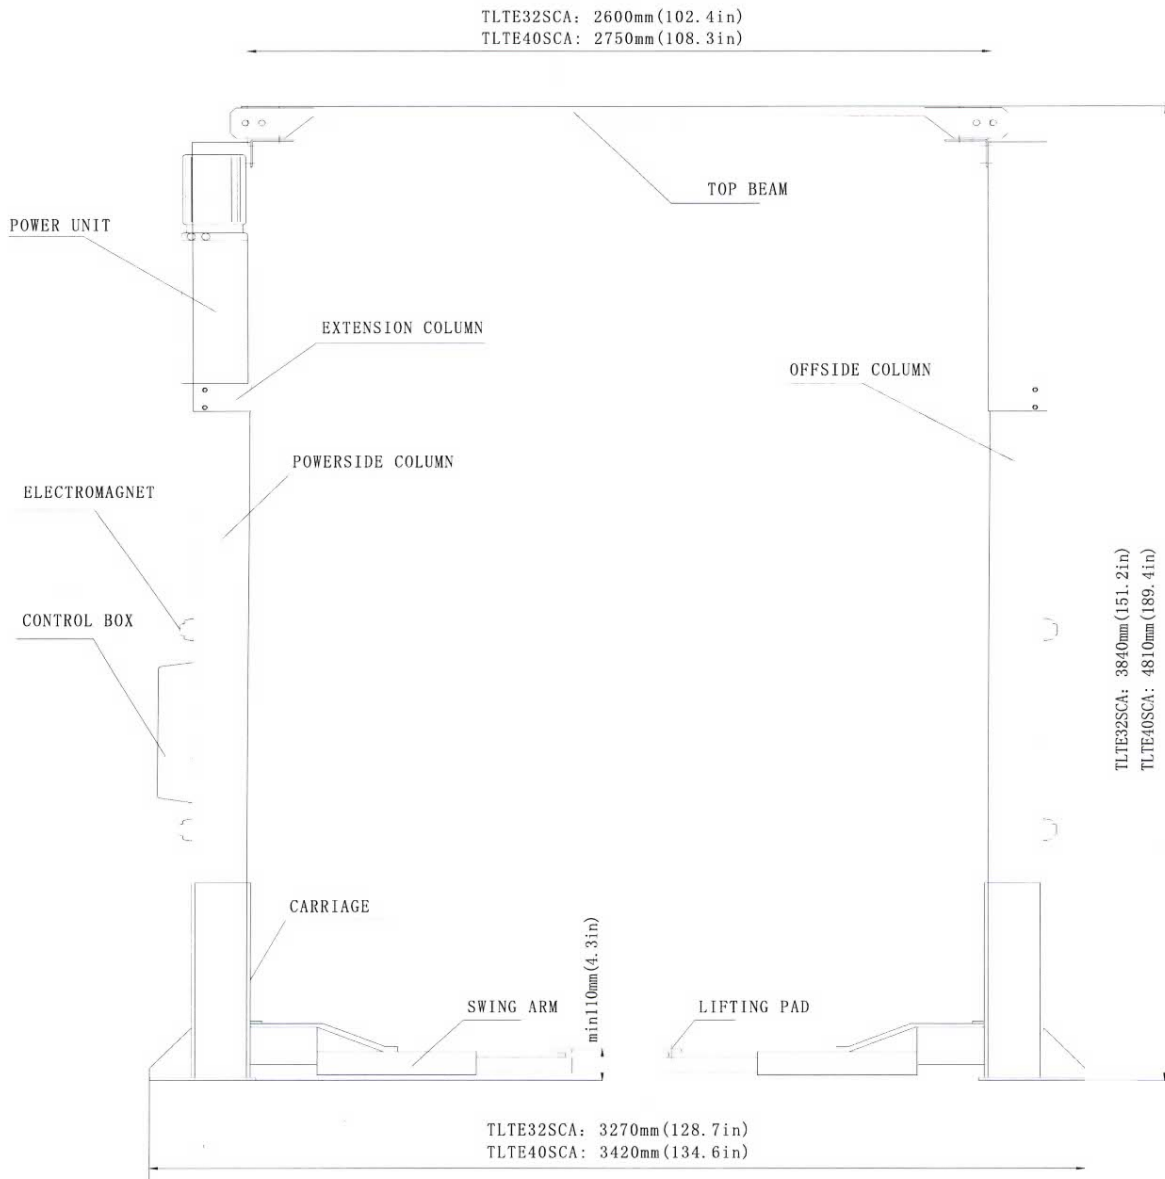 TLTE32SCA: 2600mm(102.4in)
TLTE40SCA: 2750mm(108.3in)
TOP BEAM
POWER UNIT
EXTENSION COLUMN
OFFSIDE COLUMN
POWERSIDE COLUMN
ELECTROMAGNET
CONTROL BOX
TLTE32SCA: 3840mm(151.2in)
TLTE40SCA: 4810mm(189.4in)
CARRIAGE
min110mm(4.3in)
SWING ARM
LIFTING PAD
TLTE32SCA: 3270mm(128.7in)
TLTE40SCA: 3420mm(134.6in)